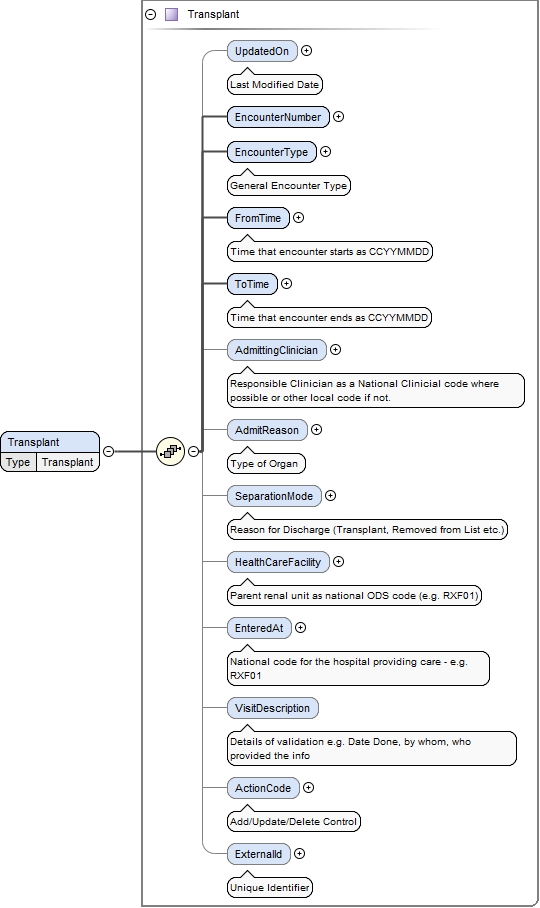 Transplant
UpdatedOn
Last Modified Date
EncounterNumber
EncounterType
General Encounter Type
FromTime
Time that encounter starts as CCYYMMDD
ToTime
Time that encounter ends as CCYYMMDD
AdmittingClinician
Responsible Clinician as a National Clinicial code where
possible or other local code if not.
AdmitReason
Type of Organ
Transplant
Type Transplant
SeparationMode
Reason for Discharge (Transplant, Removed from List etc.)
HealthCareFacility
Parent renal unit as national ODS code (e.g. RXF01)
EnteredAt
National code for the hospital providing care - e.g.
RXF01
VisitDescription
Details of validation e.g. Date Done, by whom, who
provided the info
ActionCode
Add/Update/Delete Control
ExternalId
Unique Identifier